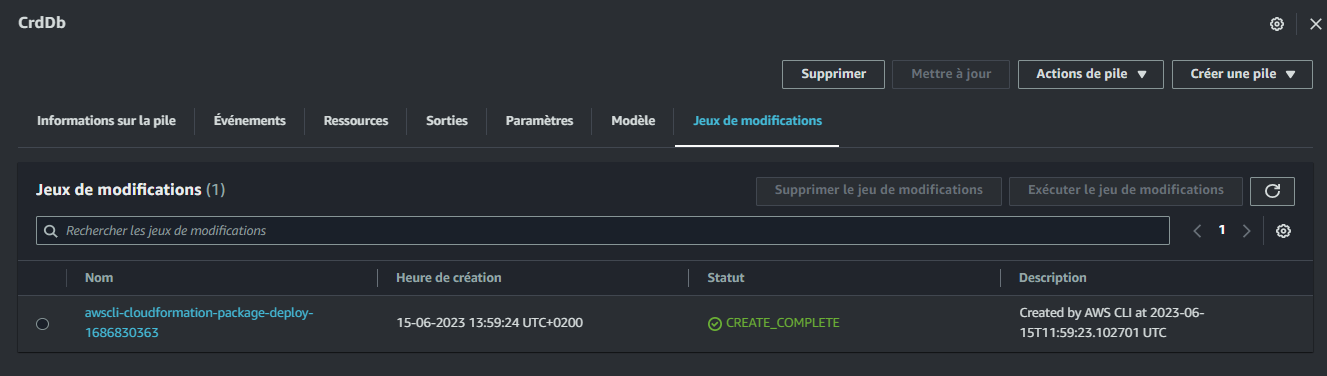 CrdDb
Supprimer
Mettre à jour
Actions de pile
Créer une pile
Informations sur la pile
Événements
Ressources
Sorties
Paramètres
Modèle
Jeux de modifications
Jeux de modifications (1)
Supprimer le jeu de modifications
Exécuter le jeu de modifications
Rechercher les jeux de modifications
1
Nom
Heure de création
Statut
Description
awscli-cloudformation-package-deploy-
1686830363
15-06-2023 13:59:24 UTC+0200
CREATE_COMPLETE
Created by AWS CLI at 2023-06-
15T11:59:23.102701 UTC